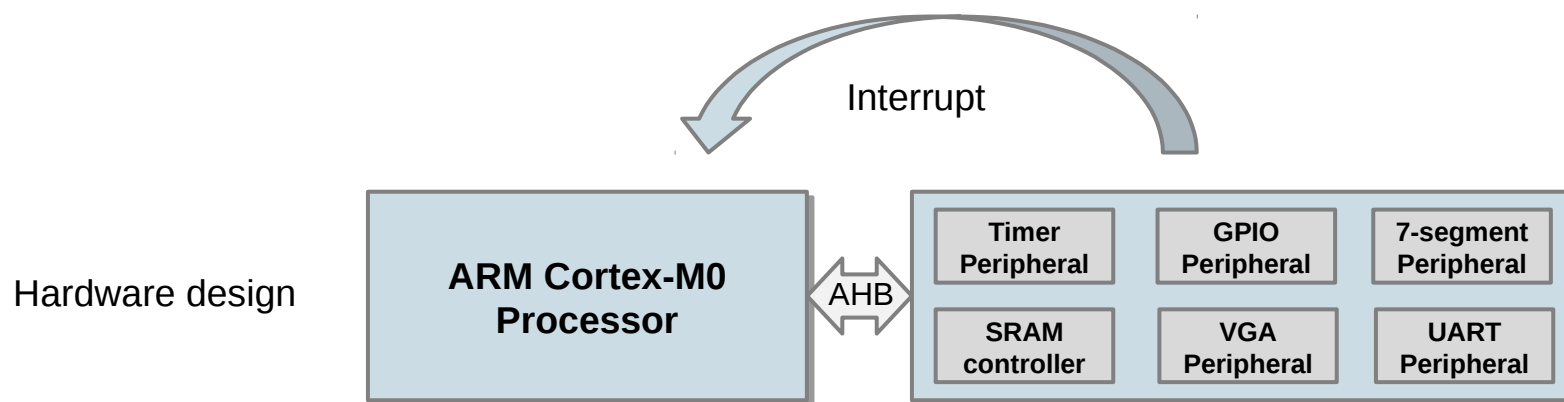 Interrupt
Hardware design
ARM Cortex-M0
Processor
AHB
Timer
Peripheral
GPIO
Peripheral
7-segment
Peripheral
SRAM
controller
VGA
Peripheral
UART
Peripheral